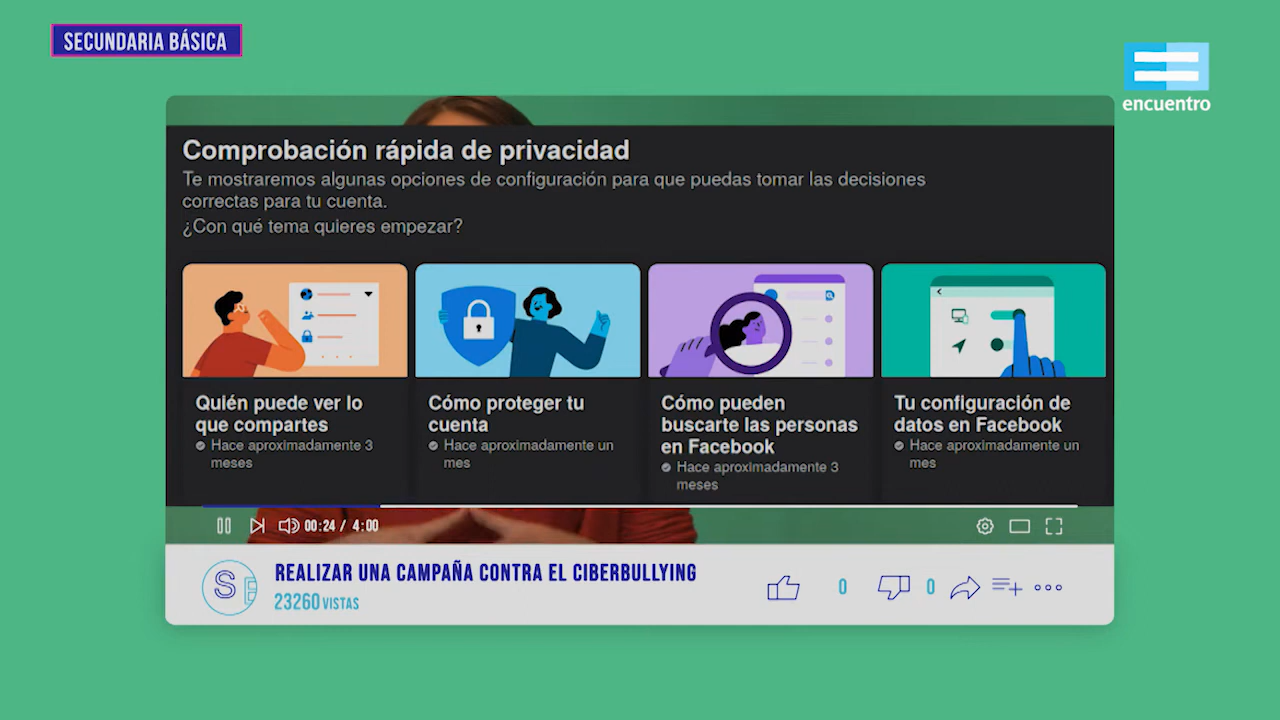 SECUNDARIA BÁSICA
encuentro
Comprobación rápida de privacidad
Te mostraremos algunas opciones de configuración para que puedas tomar las decisiones
correctas para tu cuenta.
¿Con qué tema quieres empezar?
Quién puede ver lo
que compartes
Hace aproximadamente 3
meses
Cómo proteger tu
cuenta
Hace aproximadamente un
mes
Cómo pueden
buscarte las personas
en Facebook
Hace aproximadamente 3
meses
Tu configuración de
datos en Facebook
Hace aproximadamente un
mes
00:24 / 4:00
SE
REALIZAR UNA CAMPAÑA CONTRA EL CIBERBULLYING
23260 VISTAS
0
0